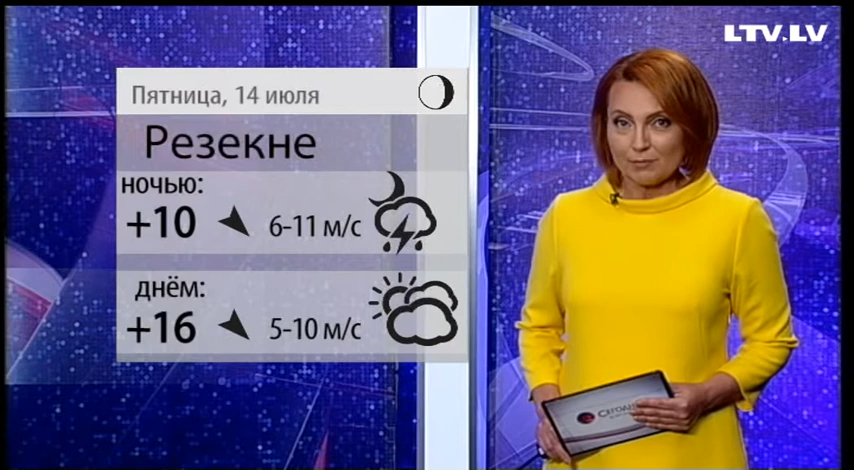 LTV.LV
Пятница, 14 июля
Резекне
ночью:
+10 6-11 м/с
днём:
+16 5-10 м/с